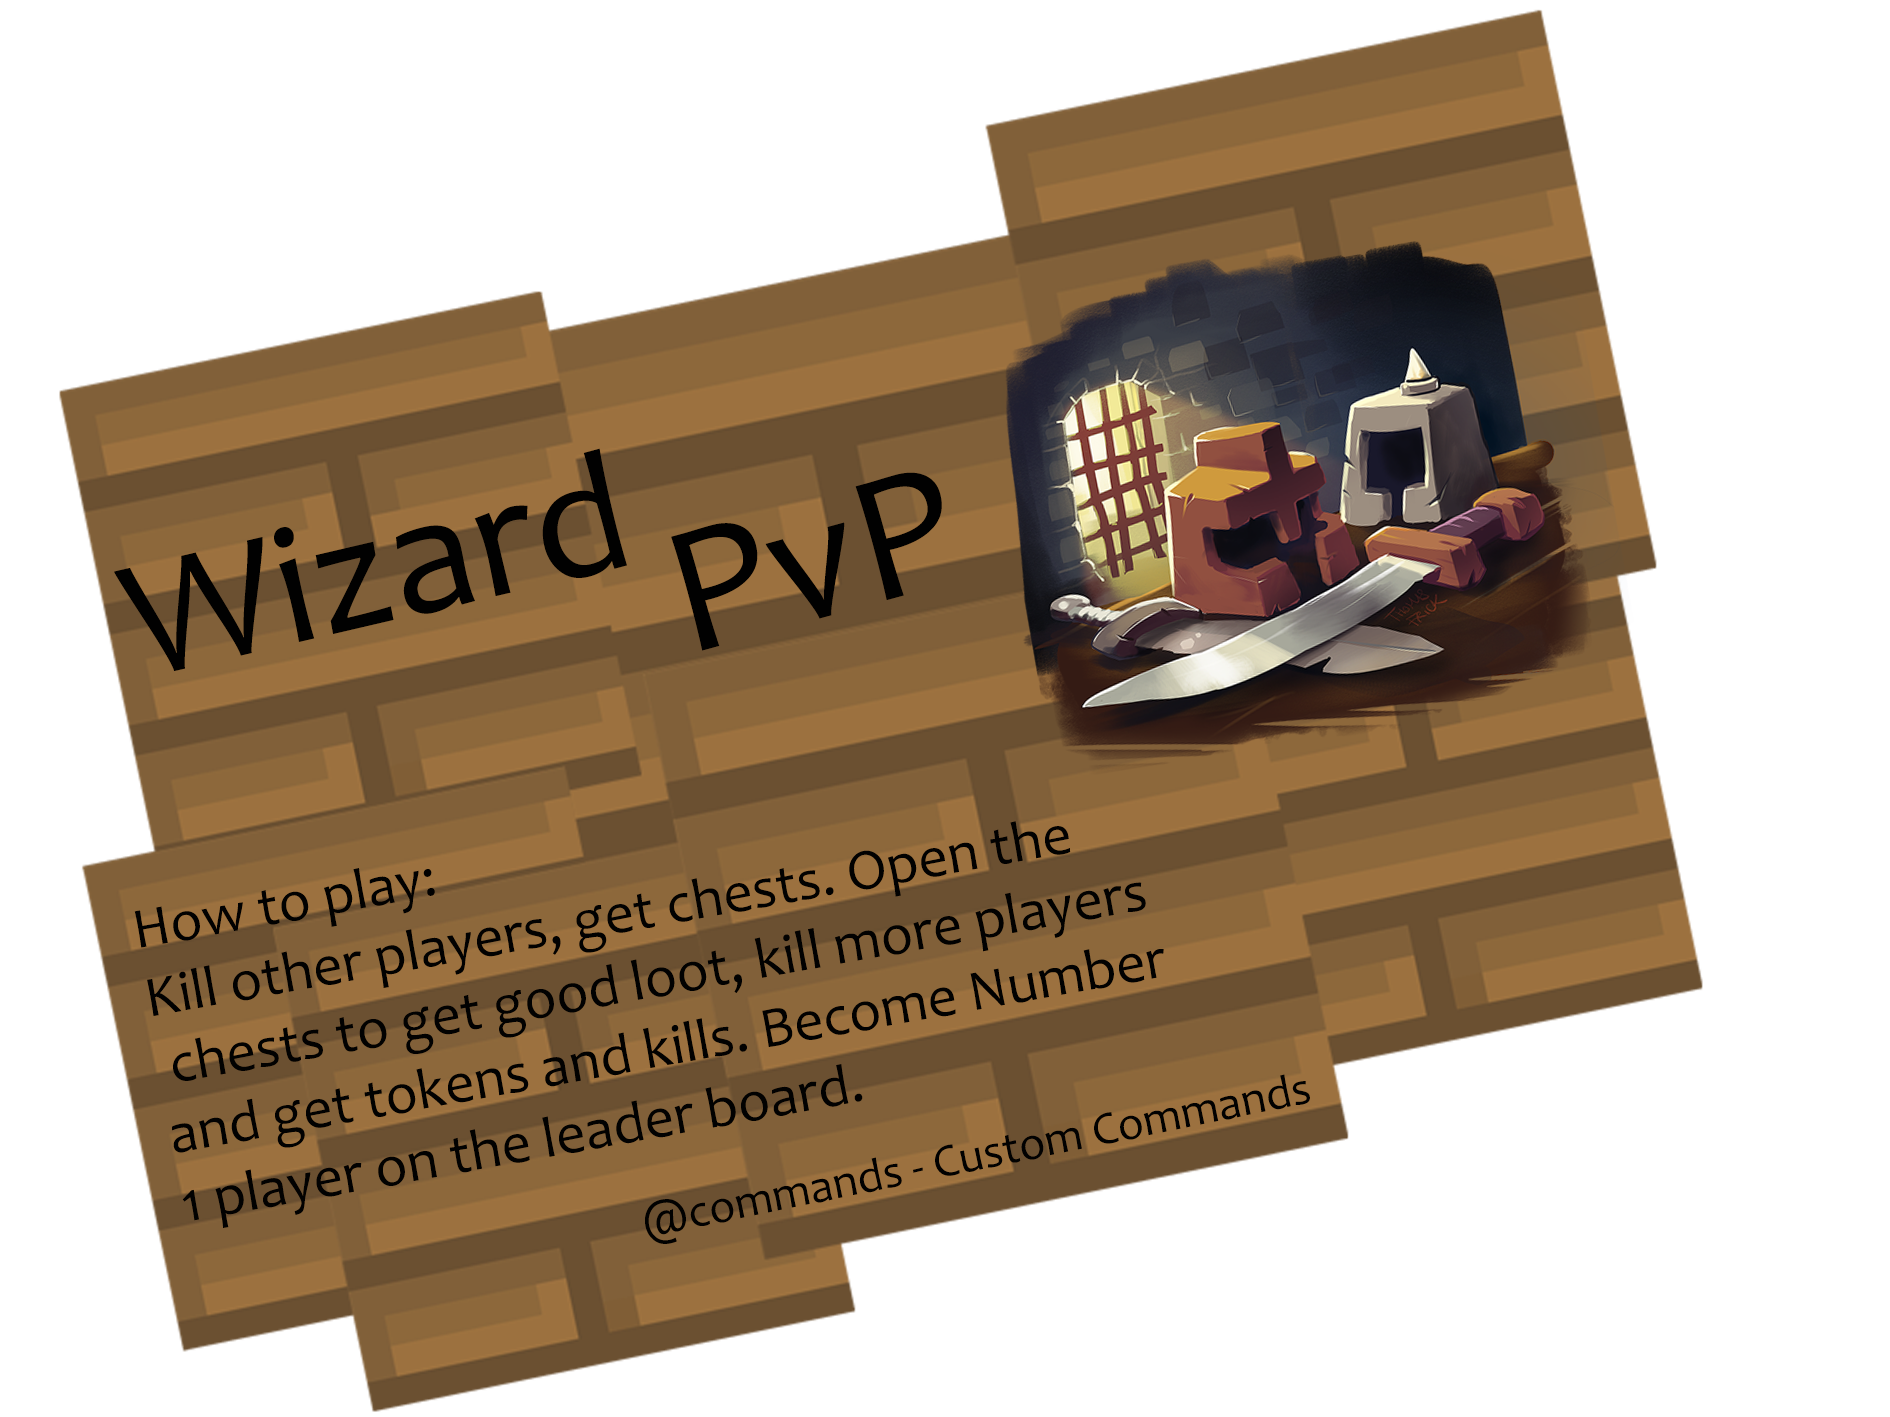 Wizard PvP
How to play:
Kill other players, get chests. Open the
chests to get good loot, kill more players
and get tokens and kills. Become Number
1 player on the leader board.
@commands - Custom Commands